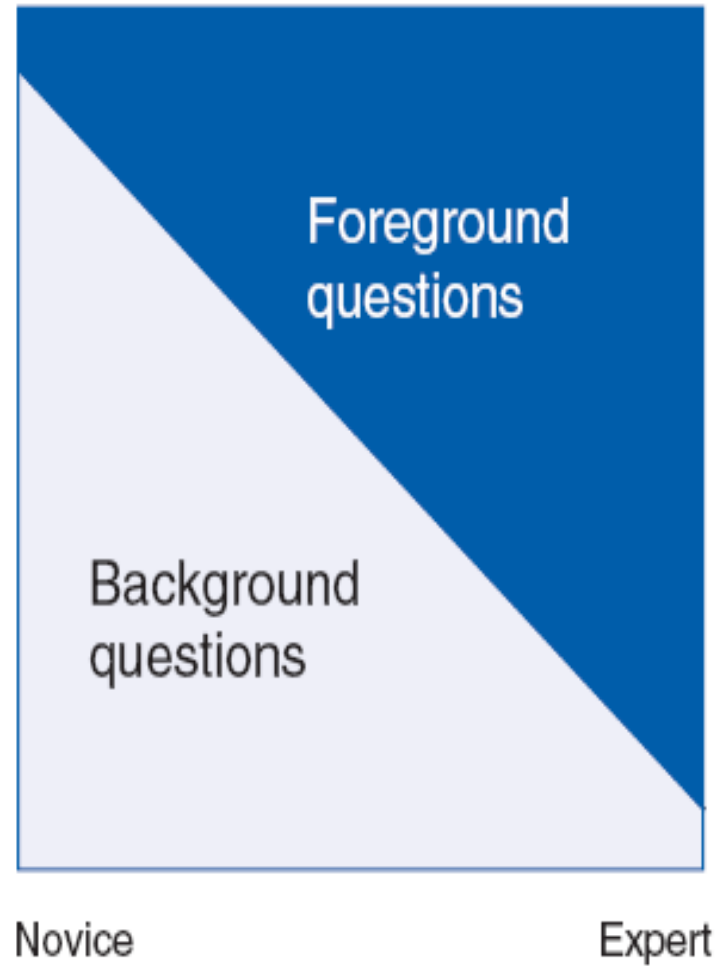 Foreground
questions
Background
questions
Novice
Expert